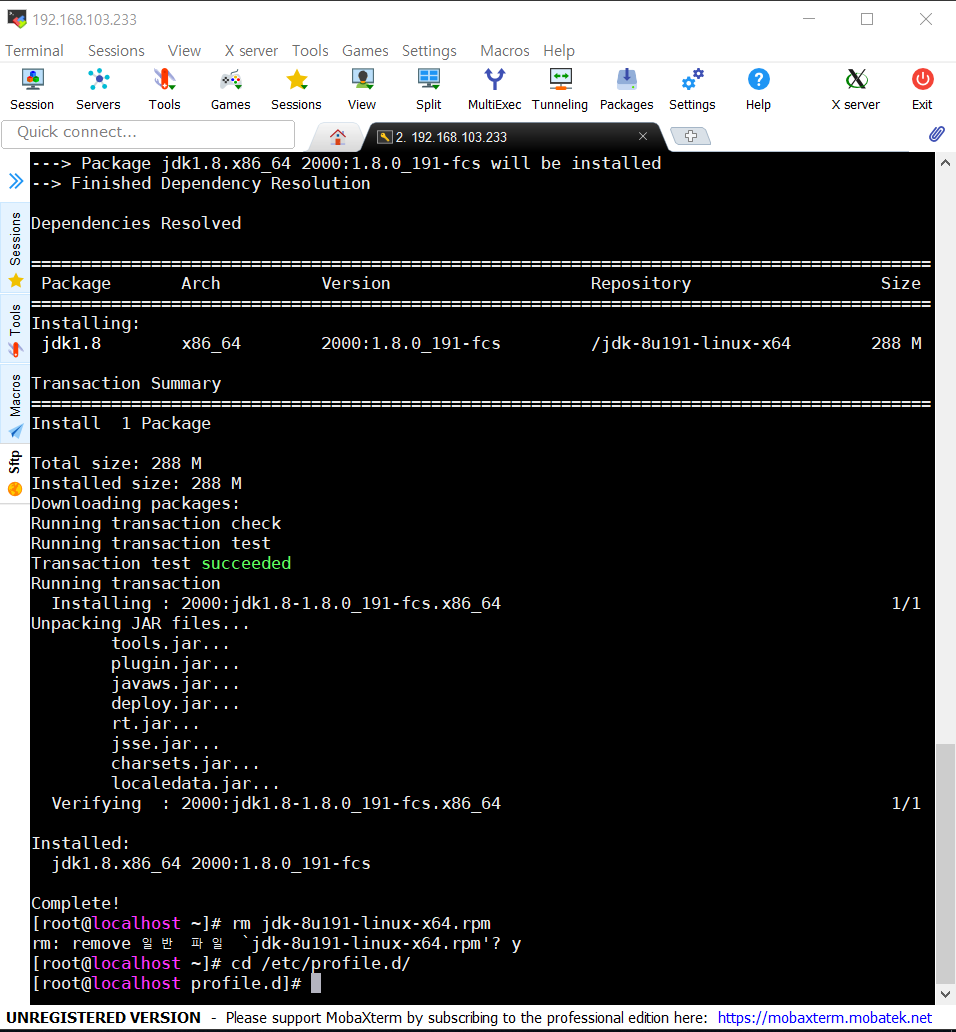 192.168.103.233
Terminal Sessions View X server Tools Games Settings Macros Help
Session Servers Tools Games Sessions View Split MultiExec Tunneling Packages Settings Help X server Exit
Quick connect...
2. 192.168.103.233
Sessions
Tools
Macros
Sftp
---> Package jdk1.8.x86_64 2000:1.8.0_191-fcs will be installed
--> Finished Dependency Resolution
Dependencies Resolved
==========================================================================================
Package Arch Version Repository Size
==========================================================================================
Installing:
jdk1.8 x86_64 2000:1.8.0_191-fcs /jdk-8u191-linux-x64 288 M
Transaction Summary
==========================================================================================
Install 1 Package
Total size: 288 M
Installed size: 288 M
Downloading packages:
Running transaction check
Running transaction test
Transaction test succeeded
Running transaction
Installing : 2000:jdk1.8-1.8.0_191-fcs.x86_64 1/1
Unpacking JAR files...
tools.jar...
plugin.jar...
javaws.jar...
deploy.jar...
rt.jar...
jsse.jar...
charsets.jar...
localedata.jar...
Verifying : 2000:jdk1.8-1.8.0_191-fcs.x86_64 1/1
Installed:
jdk1.8.x86_64 2000:1.8.0_191-fcs
Complete!
[root@localhost ~]# rm jdk-8u191-linux-x64.rpm
rm: remove 일반 파일 `jdk-8u191-linux-x64.rpm'? y
[root@localhost ~]# cd /etc/profile.d/
[root@localhost profile.d]#
UNREGISTERED VERSION - Please support MobaXterm by subscribing to the professional edition here: https://mobaxterm.mobatek.net